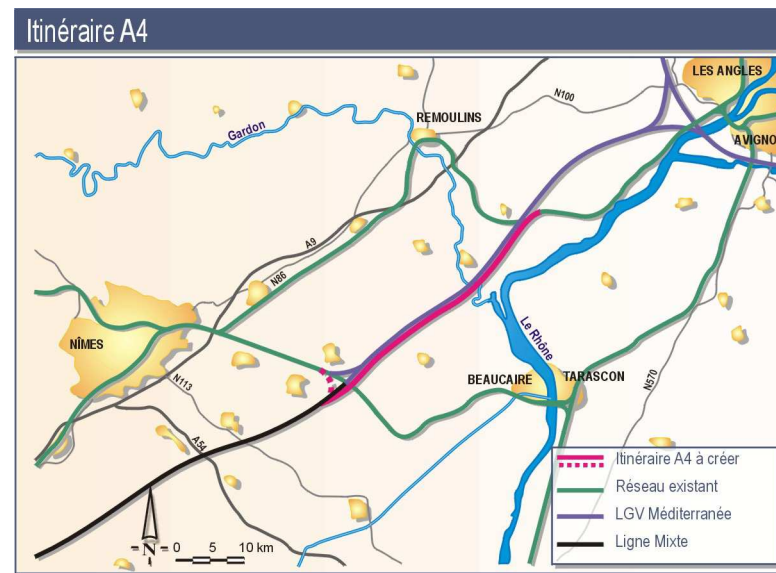 Itinéraire A4
LES ANGLES
N100
REMOULINS
Gardon
AVIGNO
A9
N86
NÎMES
Le Rhône
BEAUCAIRE
TARASCON
N113
N570
A54
Itinéraire A4 à créer
Réseau existant
LGV Méditerranée
Ligne Mixte
N
0 5 10 km